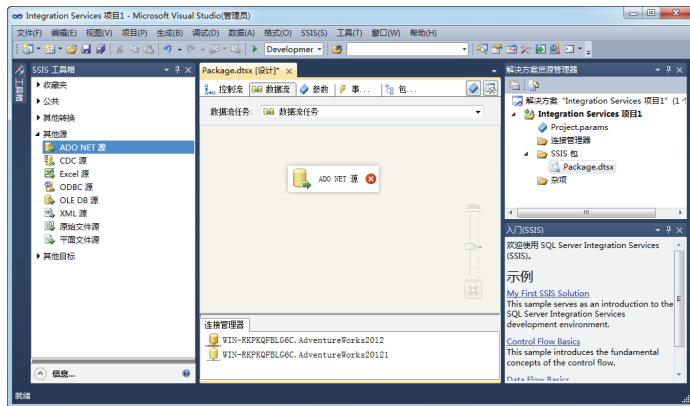 Integration Services 项目1 - Microsoft Visual Studio(管理员)
文件(F) 编辑(E) 视图(V) 项目(P) 生成(B) 调试(D) 数据(A) 格式(O) SSIS(S) 工具(T) 窗口(W) 帮助(H)
Developmer
工具箱
SSIS 工具箱
收藏夹
公共
其他转换
其他源
ADO NET 源
CDC 源
Excel 源
ODBC 源
OLE DB 源
XML 源
原始文件源
平面文件源
其他目标
信息...
Package.dtsx [设计]*
控制流 数据流 参数 事... 包...
数据流任务: 数据流任务
ADO NET 源
100%
连接管理器
WIN-RKPKQFBLG6C.AdventureWorks2012
WIN-RKPKQFBLG6C.AdventureWorks20121
解决方案资源管理器
解决方案 "Integration Services 项目1" (1 个
Integration Services 项目1
Project.params
连接管理器
SSIS 包
Package.dtsx
杂项
入门(SSIS)
欢迎使用 SQL Server Integration Services
(SSIS)。
示例
My First SSIS Solution
This sample serves as an introduction to the
SQL Server Integration Services
development environment.
Control Flow Basics
This sample introduces the fundamental
concepts of the control flow.
Data Flow Basics
就绪